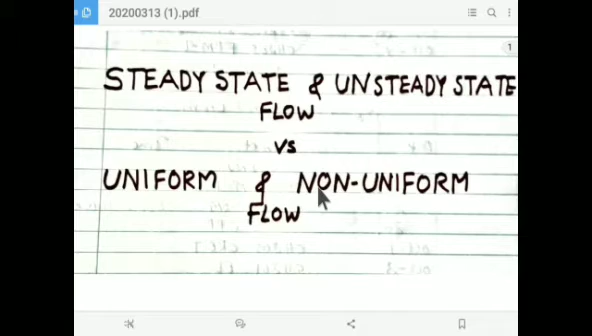 20200313 (1).pdf
1
STEADY STATE & UNSTEADY STATE
FLOW
VS
UNIFORM & NON-UNIFORM
FLOW